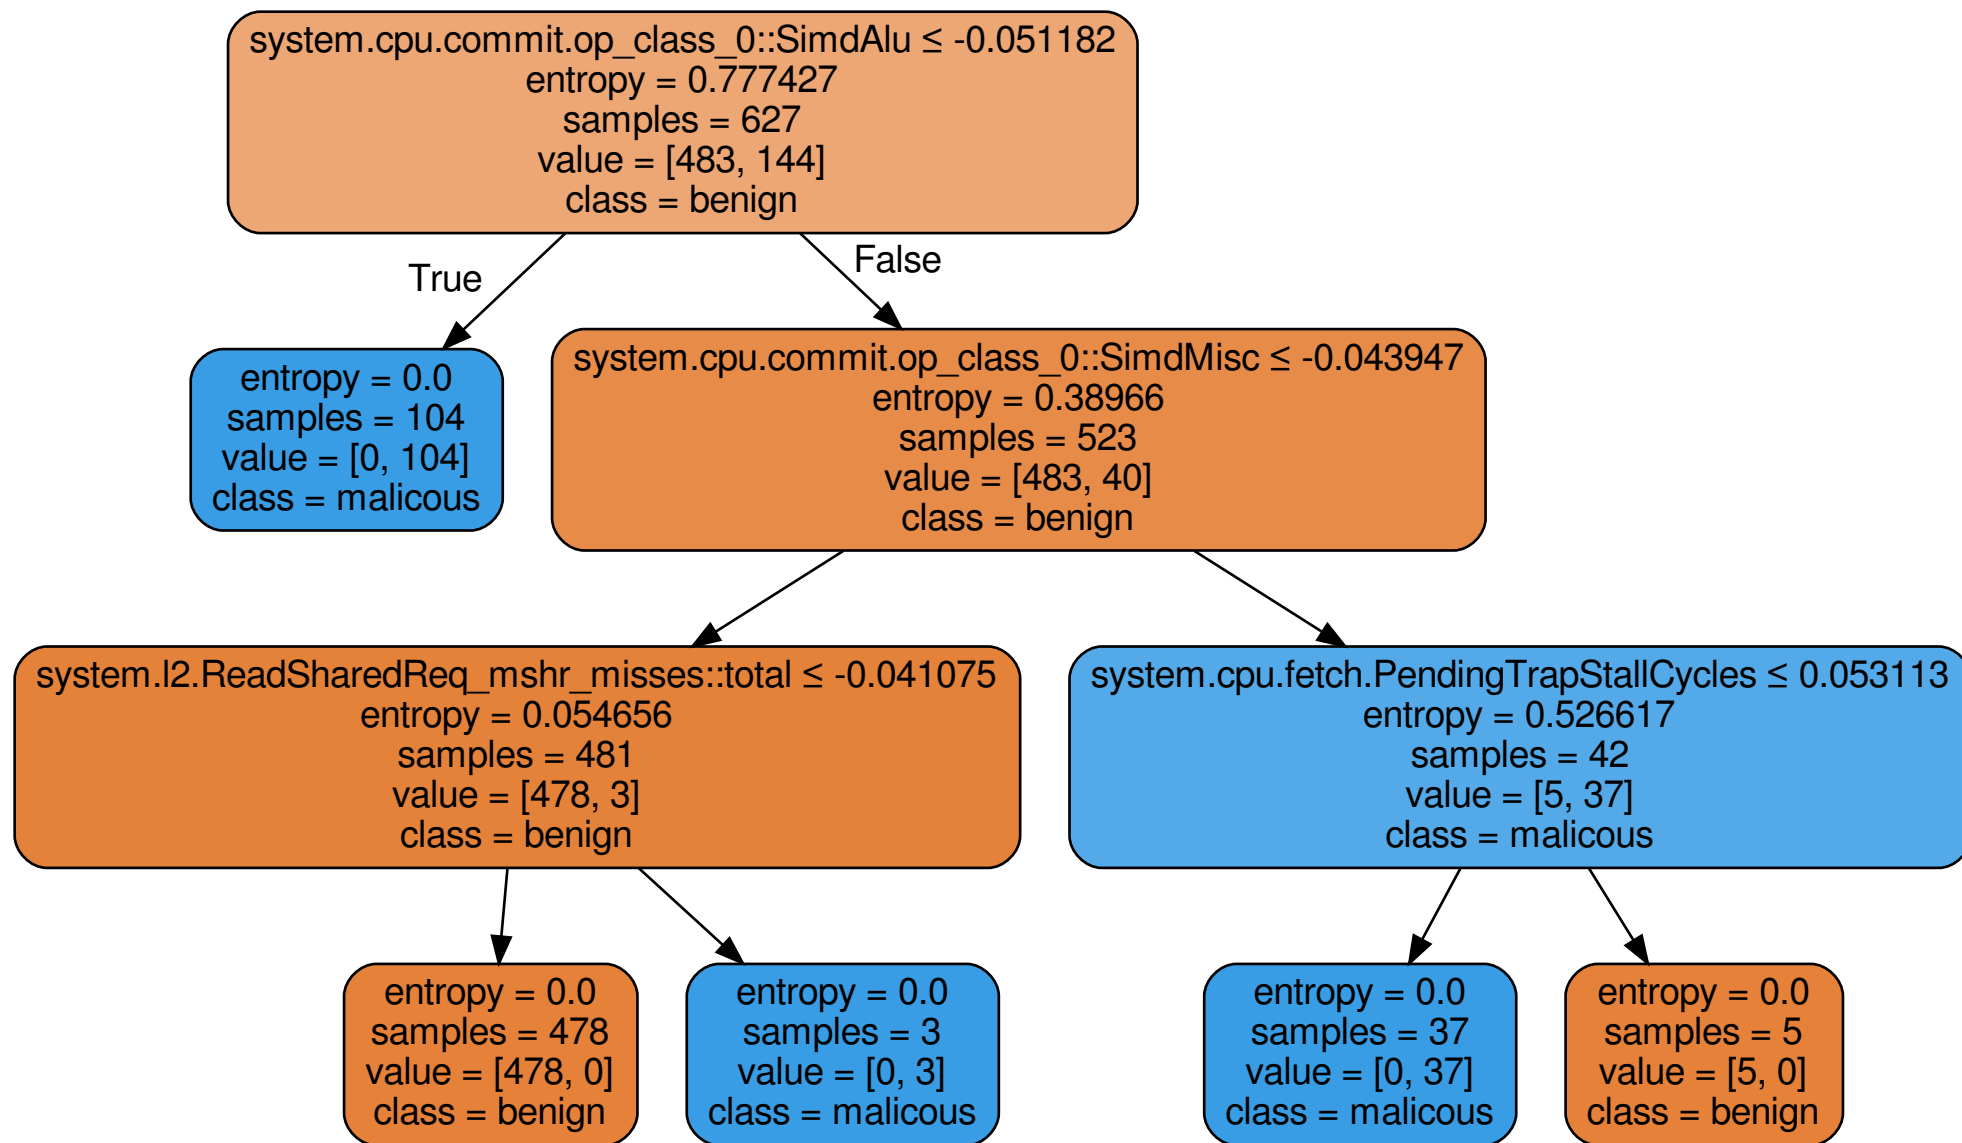 system.cpu.commit.op_class_0::SimdAlu ≤ -0.051182
entropy = 0.777427
samples = 627
value = [483, 144]
class = benign
True
False
entropy = 0.0
samples = 104
value = [0, 104]
class = malicous
system.cpu.commit.op_class_0::SimdMisc ≤ -0.043947
entropy = 0.38966
samples = 523
value = [483, 40]
class = benign
system.l2.ReadSharedReq_mshr_misses::total ≤ -0.041075
entropy = 0.054656
samples = 481
value = [478, 3]
class = benign
system.cpu.fetch.PendingTrapStallCycles ≤ 0.053113
entropy = 0.526617
samples = 42
value = [5, 37]
class = malicous
entropy = 0.0
samples = 478
value = [478, 0]
class = benign
entropy = 0.0
samples = 3
value = [0, 3]
class = malicous
entropy = 0.0
samples = 37
value = [0, 37]
class = malicous
entropy = 0.0
samples = 5
value = [5, 0]
class = benign